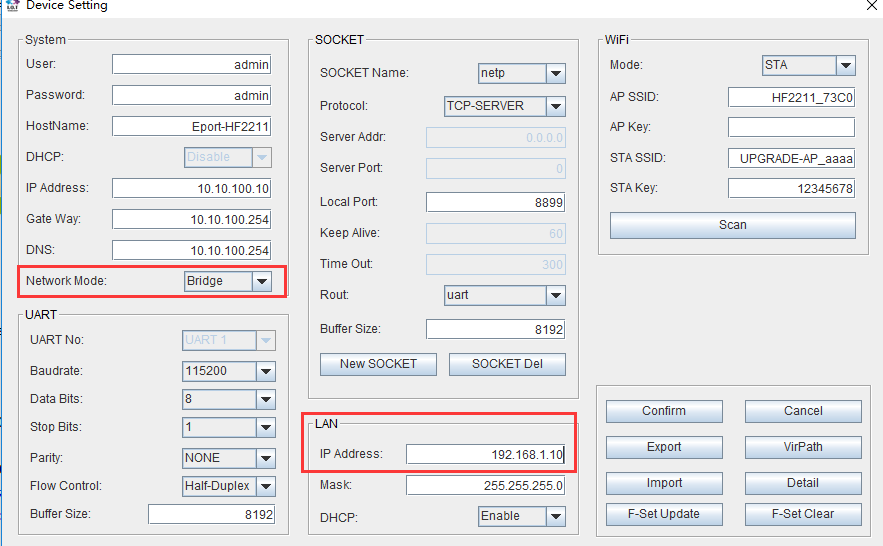 Device Setting
System
User: admin
Password: admin
HostName: Eport-HF2211
DHCP: Disable
IP Address: 10.10.100.10
Gate Way: 10.10.100.254
DNS: 10.10.100.254
Network Mode: Bridge
UART
UART No: UART 1
Baudrate: 115200
Data Bits: 8
Stop Bits: 1
Parity: NONE
Flow Control: Half-Duplex
Buffer Size: 8192
SOCKET
SOCKET Name: netp
Protocol: TCP-SERVER
Server Addr: 0.0.0.0
Server Port: 0
Local Port: 8899
Keep Alive: 60
Time Out: 300
Rout: uart
Buffer Size: 8192
New SOCKET SOCKET Del
LAN
IP Address: 192.168.1.10
Mask: 255.255.255.0
DHCP: Enable
WiFi
Mode: STA
AP SSID: HF2211_73C0
AP Key:
STA SSID: UPGRADE-AP_aaaa
STA Key: 12345678
Scan
Confirm Cancel
Export VirPath
Import Detail
F-Set Update F-Set Clear